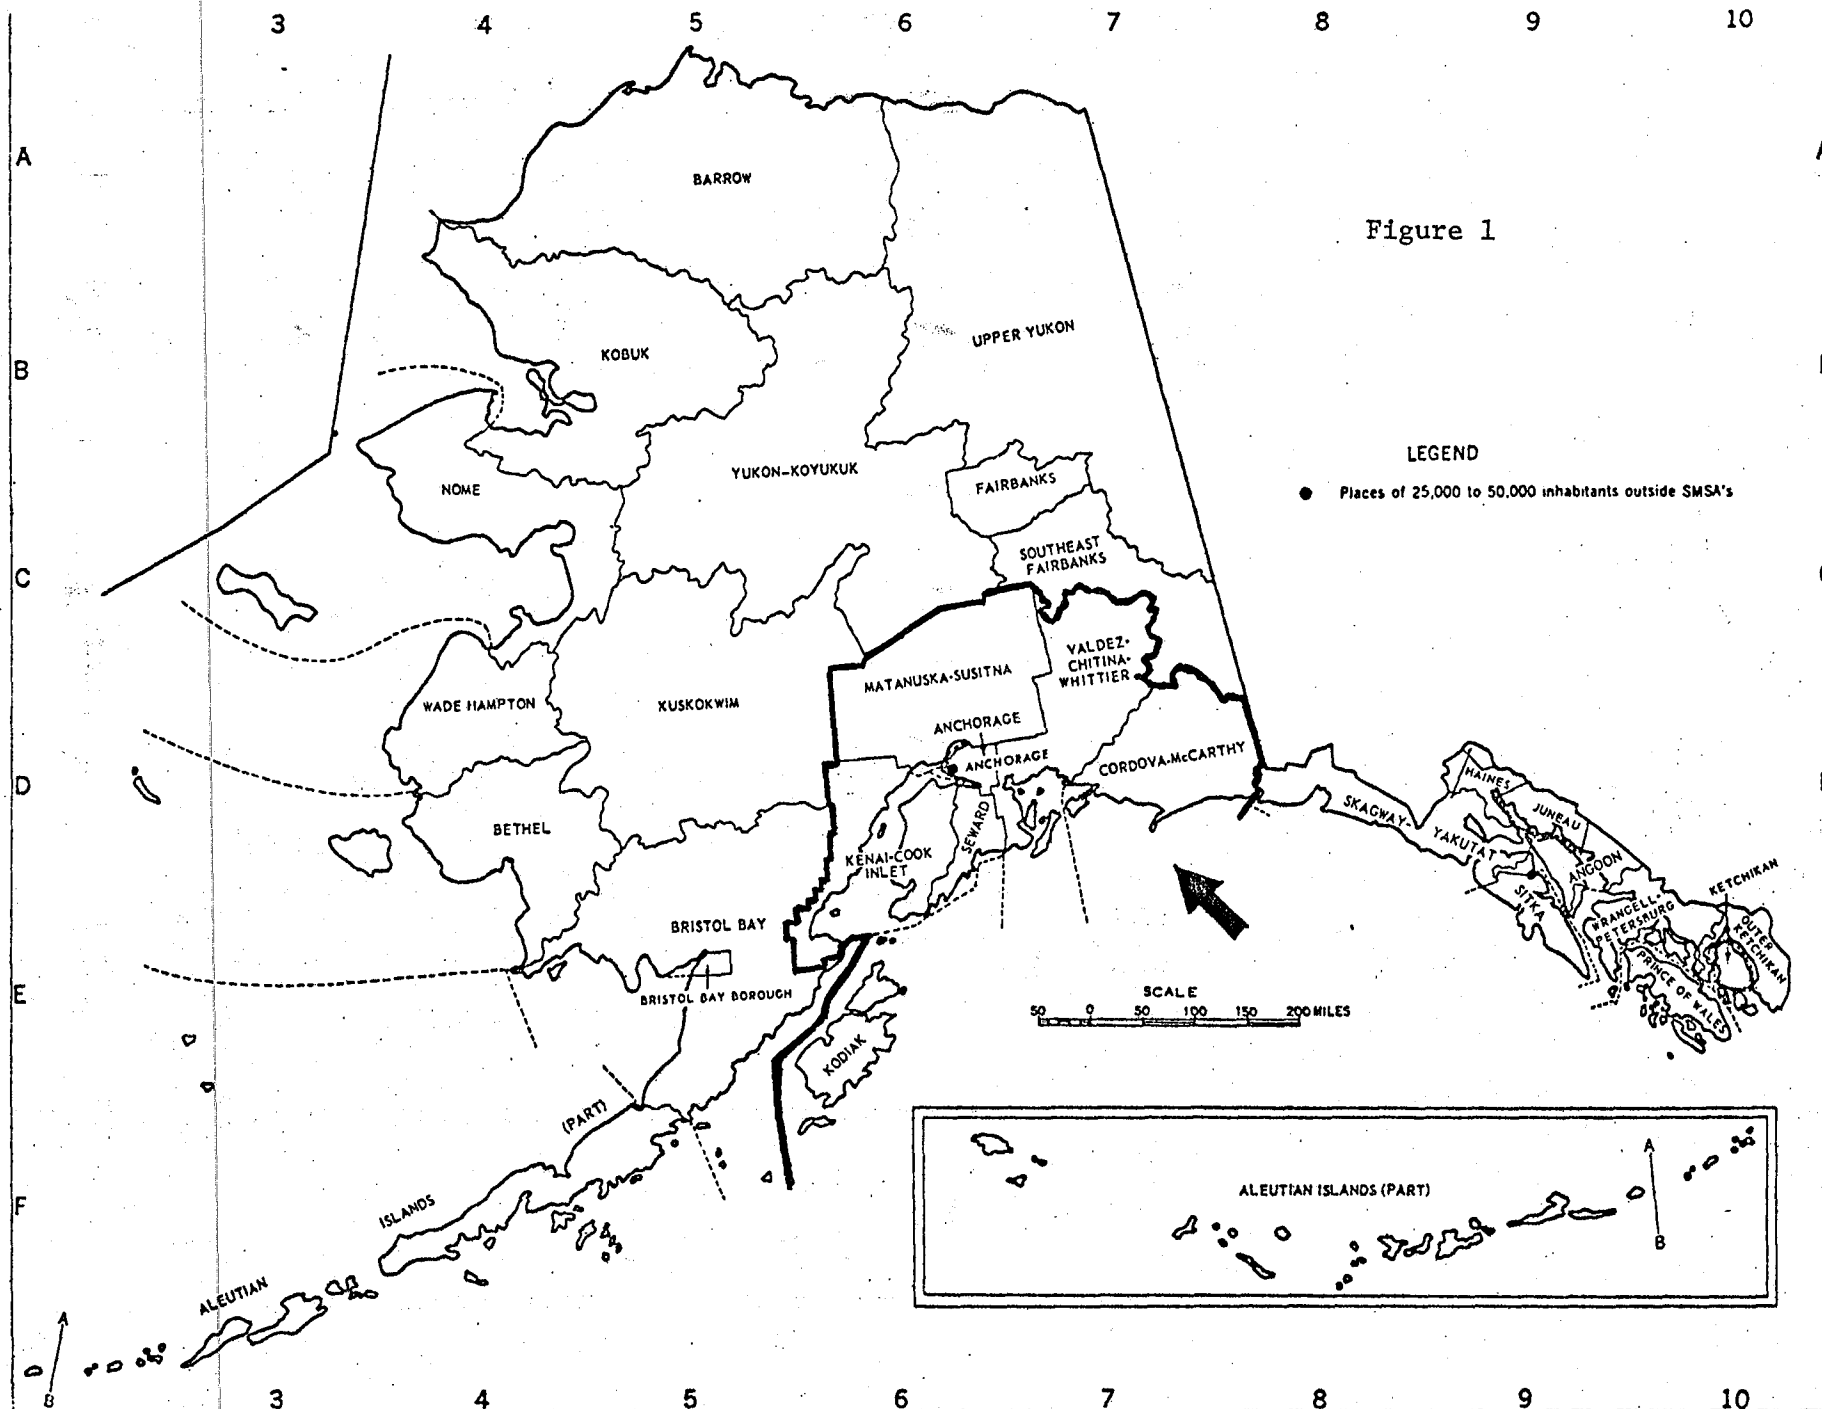 3 4 5 6 7 8 9 10
A
BARROW
Figure 1
UPPER YUKON
KOBUK
B
LEGEND
● Places of 25,000 to 50,000 inhabitants outside SMSA's
YUKON-KOYUKUK
FAIRBANKS
NOME
SOUTHEAST
FAIRBANKS
C
VALDEZ-
CHITINA-
WHITTIER
MATANUSKA-SUSITNA
WADE HAMPTON
KUSKOKWIM
ANCHORAGE
ANCHORAGE
CORDOVA-McCARTHY
D
HAINES
SKAGWAY-
YAKUTAT
JUNEAU
BETHEL
SEWARD
KENAI-COOK
INLET
ANGOON
KETCHIKAN
SITKA
WRANGELL-
PETERSBURG
OUTER
KETCHIKAN
BRISTOL BAY
PRINCE OF WALES
E
BRISTOL BAY BOROUGH
SCALE
50 0 50 100 150 200 MILES
KODIAK
(PART)
ISLANDS
ALEUTIAN
F
A
ALEUTIAN ISLANDS (PART)
B
A
B
3 4 5 6 7 8 9 10